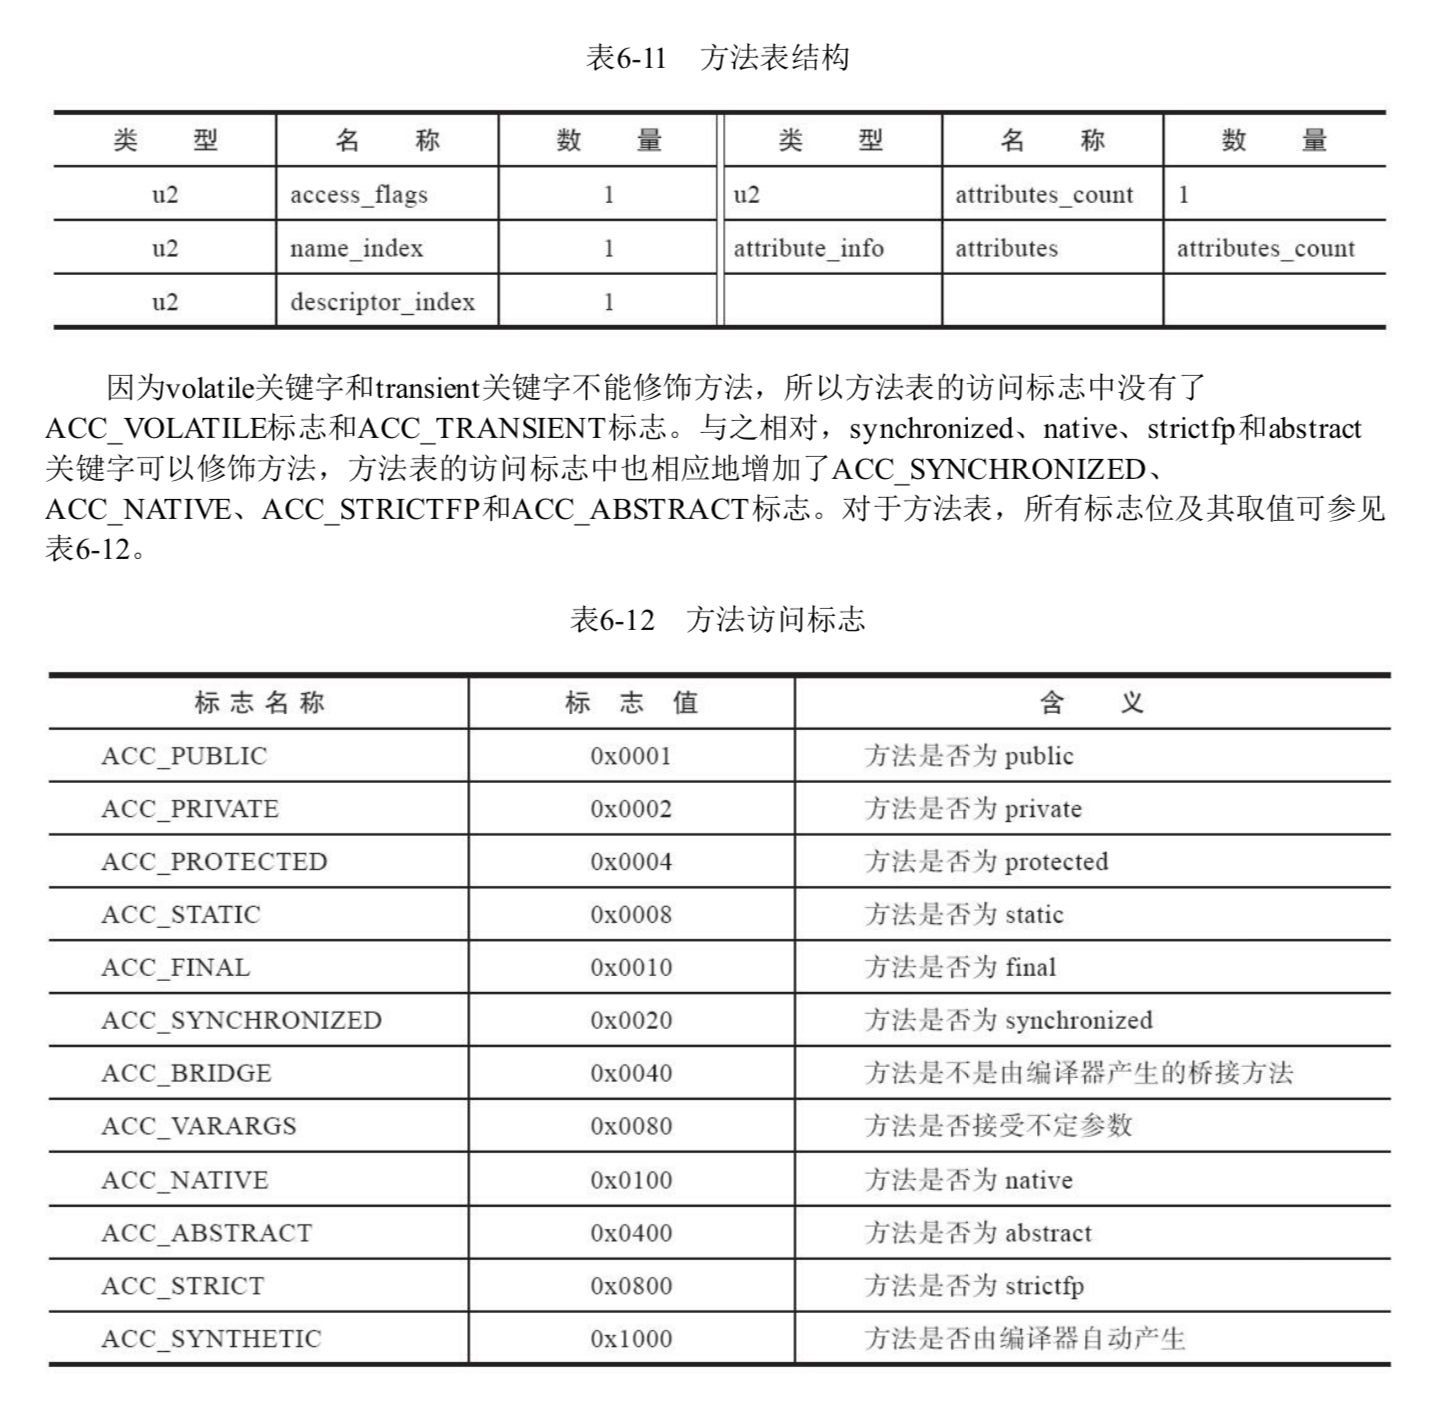 表6-11 方法表结构
类 型 名 称 数 量 类 型 名 称 数 量
u2 access_flags 1 u2 attributes_count 1
u2 name_index 1 attribute_info attributes attributes_count
u2 descriptor_index 1
因为volatile关键字和transient关键字不能修饰方法，所以方法表的访问标志中没有了
ACC_VOLATILE标志和ACC_TRANSIENT标志。与之相对，synchronized、native、strictfp和abstract
关键字可以修饰方法，方法表的访问标志中也相应地增加了ACC_SYNCHRONIZED、
ACC_NATIVE、ACC_STRICTFP和ACC_ABSTRACT标志。对于方法表，所有标志位及其取值可参见
表6-12。
表6-12 方法访问标志
标志名称 标 志 值 含 义
ACC_PUBLIC 0x0001 方法是否为 public
ACC_PRIVATE 0x0002 方法是否为 private
ACC_PROTECTED 0x0004 方法是否为 protected
ACC_STATIC 0x0008 方法是否为 static
ACC_FINAL 0x0010 方法是否为 final
ACC_SYNCHRONIZED 0x0020 方法是否为 synchronized
ACC_BRIDGE 0x0040 方法是不是由编译器产生的桥接方法
ACC_VARARGS 0x0080 方法是否接受不定参数
ACC_NATIVE 0x0100 方法是否为 native
ACC_ABSTRACT 0x0400 方法是否为 abstract
ACC_STRICT 0x0800 方法是否为 strictfp
ACC_SYNTHETIC 0x1000 方法是否由编译器自动产生